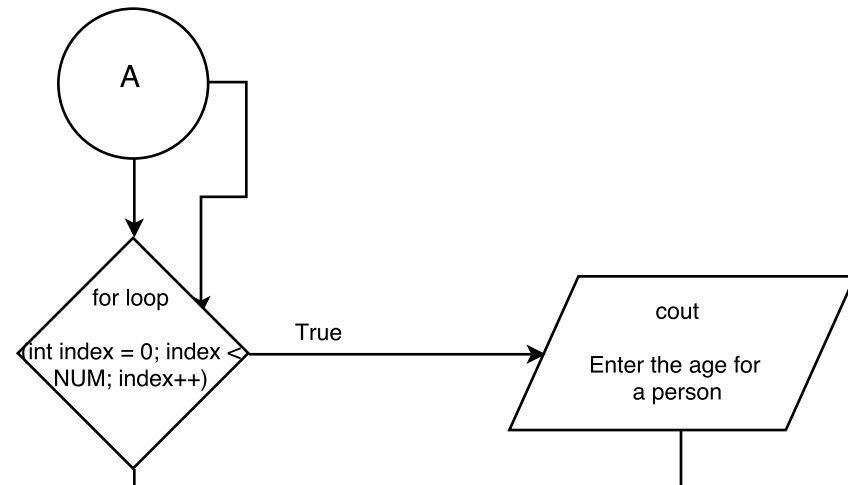 A
for loop
(int index = 0; index <
NUM; index++)
True
cout
Enter the age for
a person